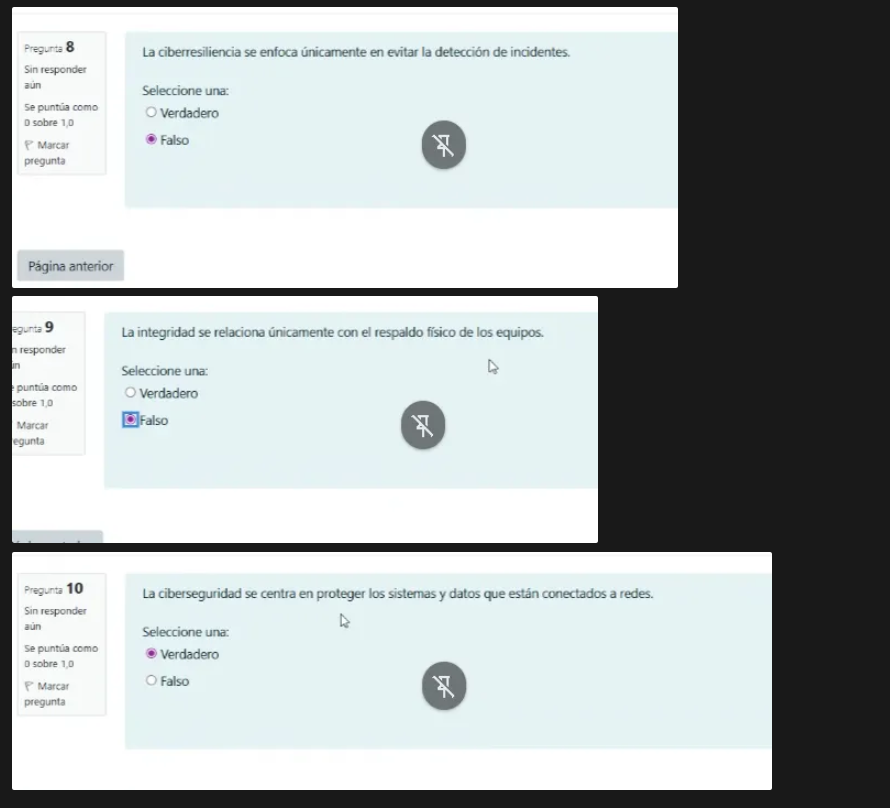 Pregunta 8
Sin responder
aún
Se puntúa como
0 sobre 1,0
Marcar
pregunta
La ciberresiliencia se enfoca únicamente en evitar la detección de incidentes.
Seleccione una:
Verdadero
Falso
Página anterior
egunta 9
n responder
ún
puntúa como
sobre 1,0
Marcar
egunta
La integridad se relaciona únicamente con el respaldo físico de los equipos.
Seleccione una:
Verdadero
Falso
Pregunta 10
Sin responder
aún
Se puntúa como
0 sobre 1,0
Marcar
pregunta
La ciberseguridad se centra en proteger los sistemas y datos que están conectados a redes.
Seleccione una:
Verdadero
Falso